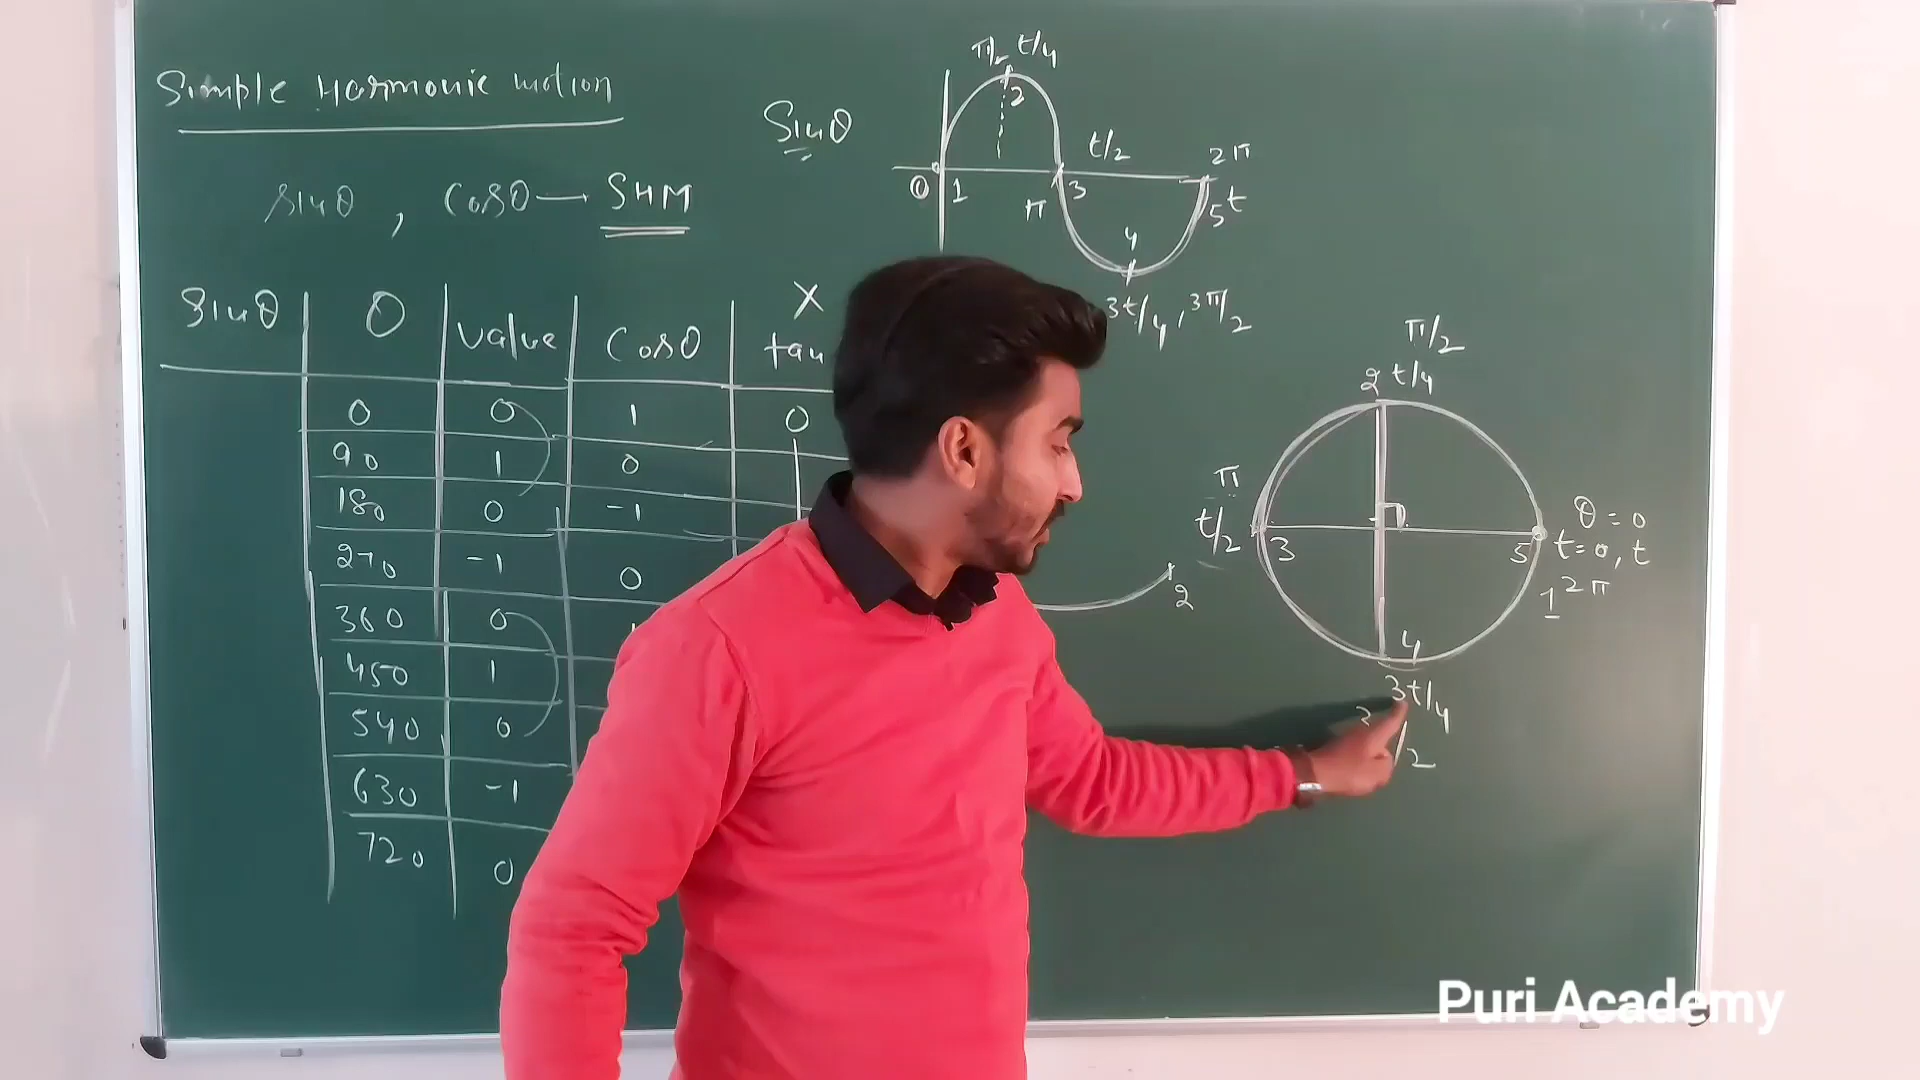 Simple Harmonic motion
sinθ , cosθ — SHM
Sinθ
π/2 t/4
2
0 1
π
3
t/2
2π
5 t
4
3t/4 , 3π/2
Sinθ θ value Cosθ X tan
0 0 1 0
90 1 0
180 0 -1
270 -1 0
360 0
450 1
540 0
630 -1
720 0
2
π/2
2 t/4
π
t/2
3
θ = 0
5 t=0, t
1 2π
4
3t/4
/2
Puri Academy